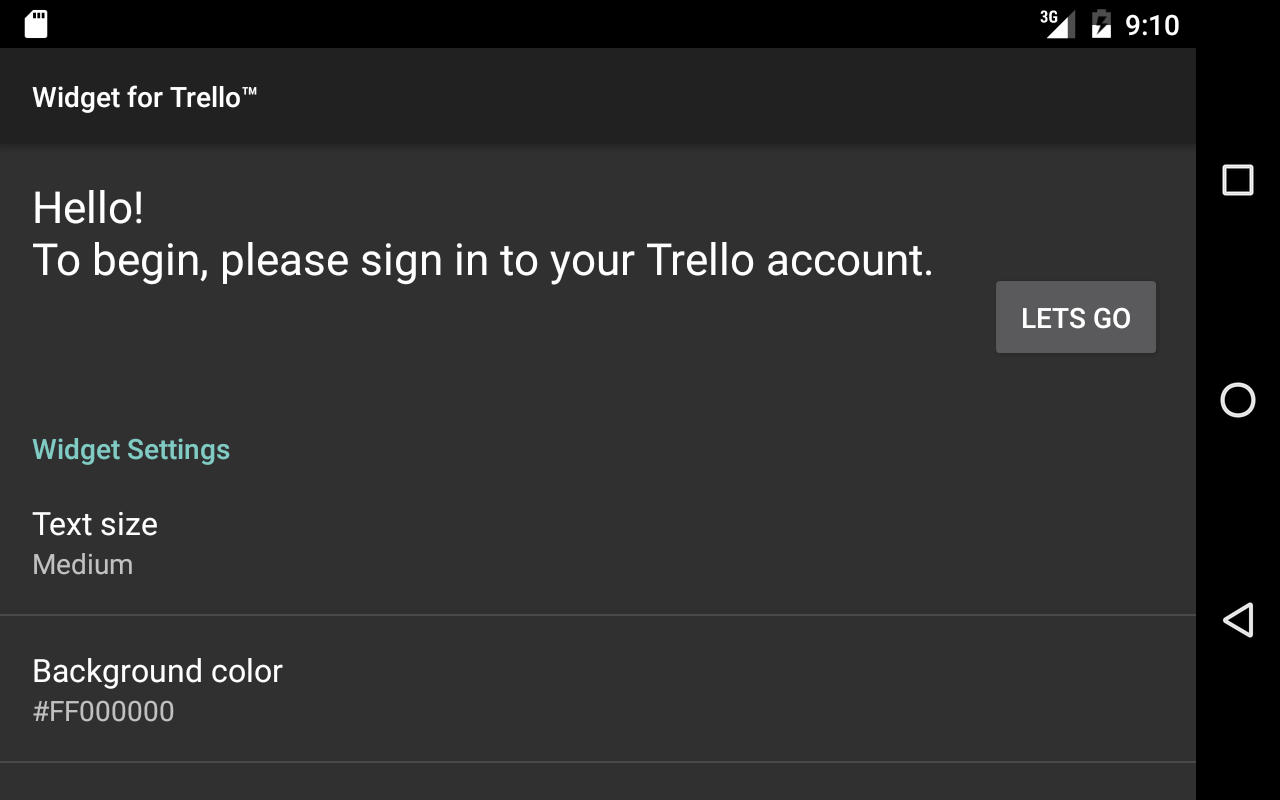 3G 9:10
Widget for Trello™
Hello!
To begin, please sign in to your Trello account.
LETS GO
Widget Settings
Text size
Medium
Background color
#FF000000